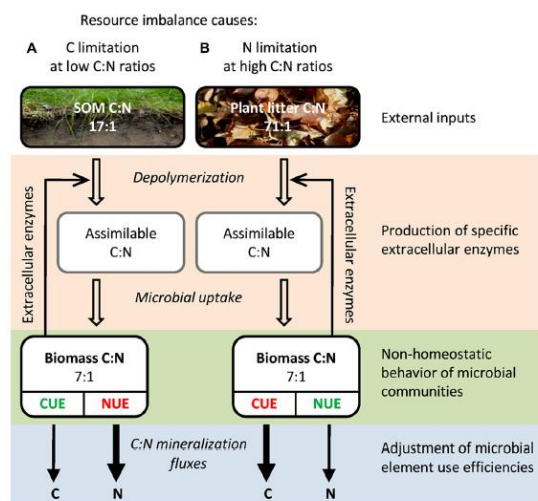 Resource imbalance causes:
A
C limitation
at low C:N ratios
B
N limitation
at high C:N ratios
SOM C:N
17:1
Plant litter C:N
71:1
External inputs
Depolymerization
Extracellular enzymes
Extracellular enzymes
Assimilable
C:N
Assimilable
C:N
Production of specific
extracellular enzymes
Microbial uptake
Biomass C:N
7:1
CUE
NUE
Biomass C:N
7:1
CUE
NUE
Non-homeostatic
behavior of microbial
communities
C:N mineralization
fluxes
Adjustment of microbial
element use efficiencies
C
N
C
N